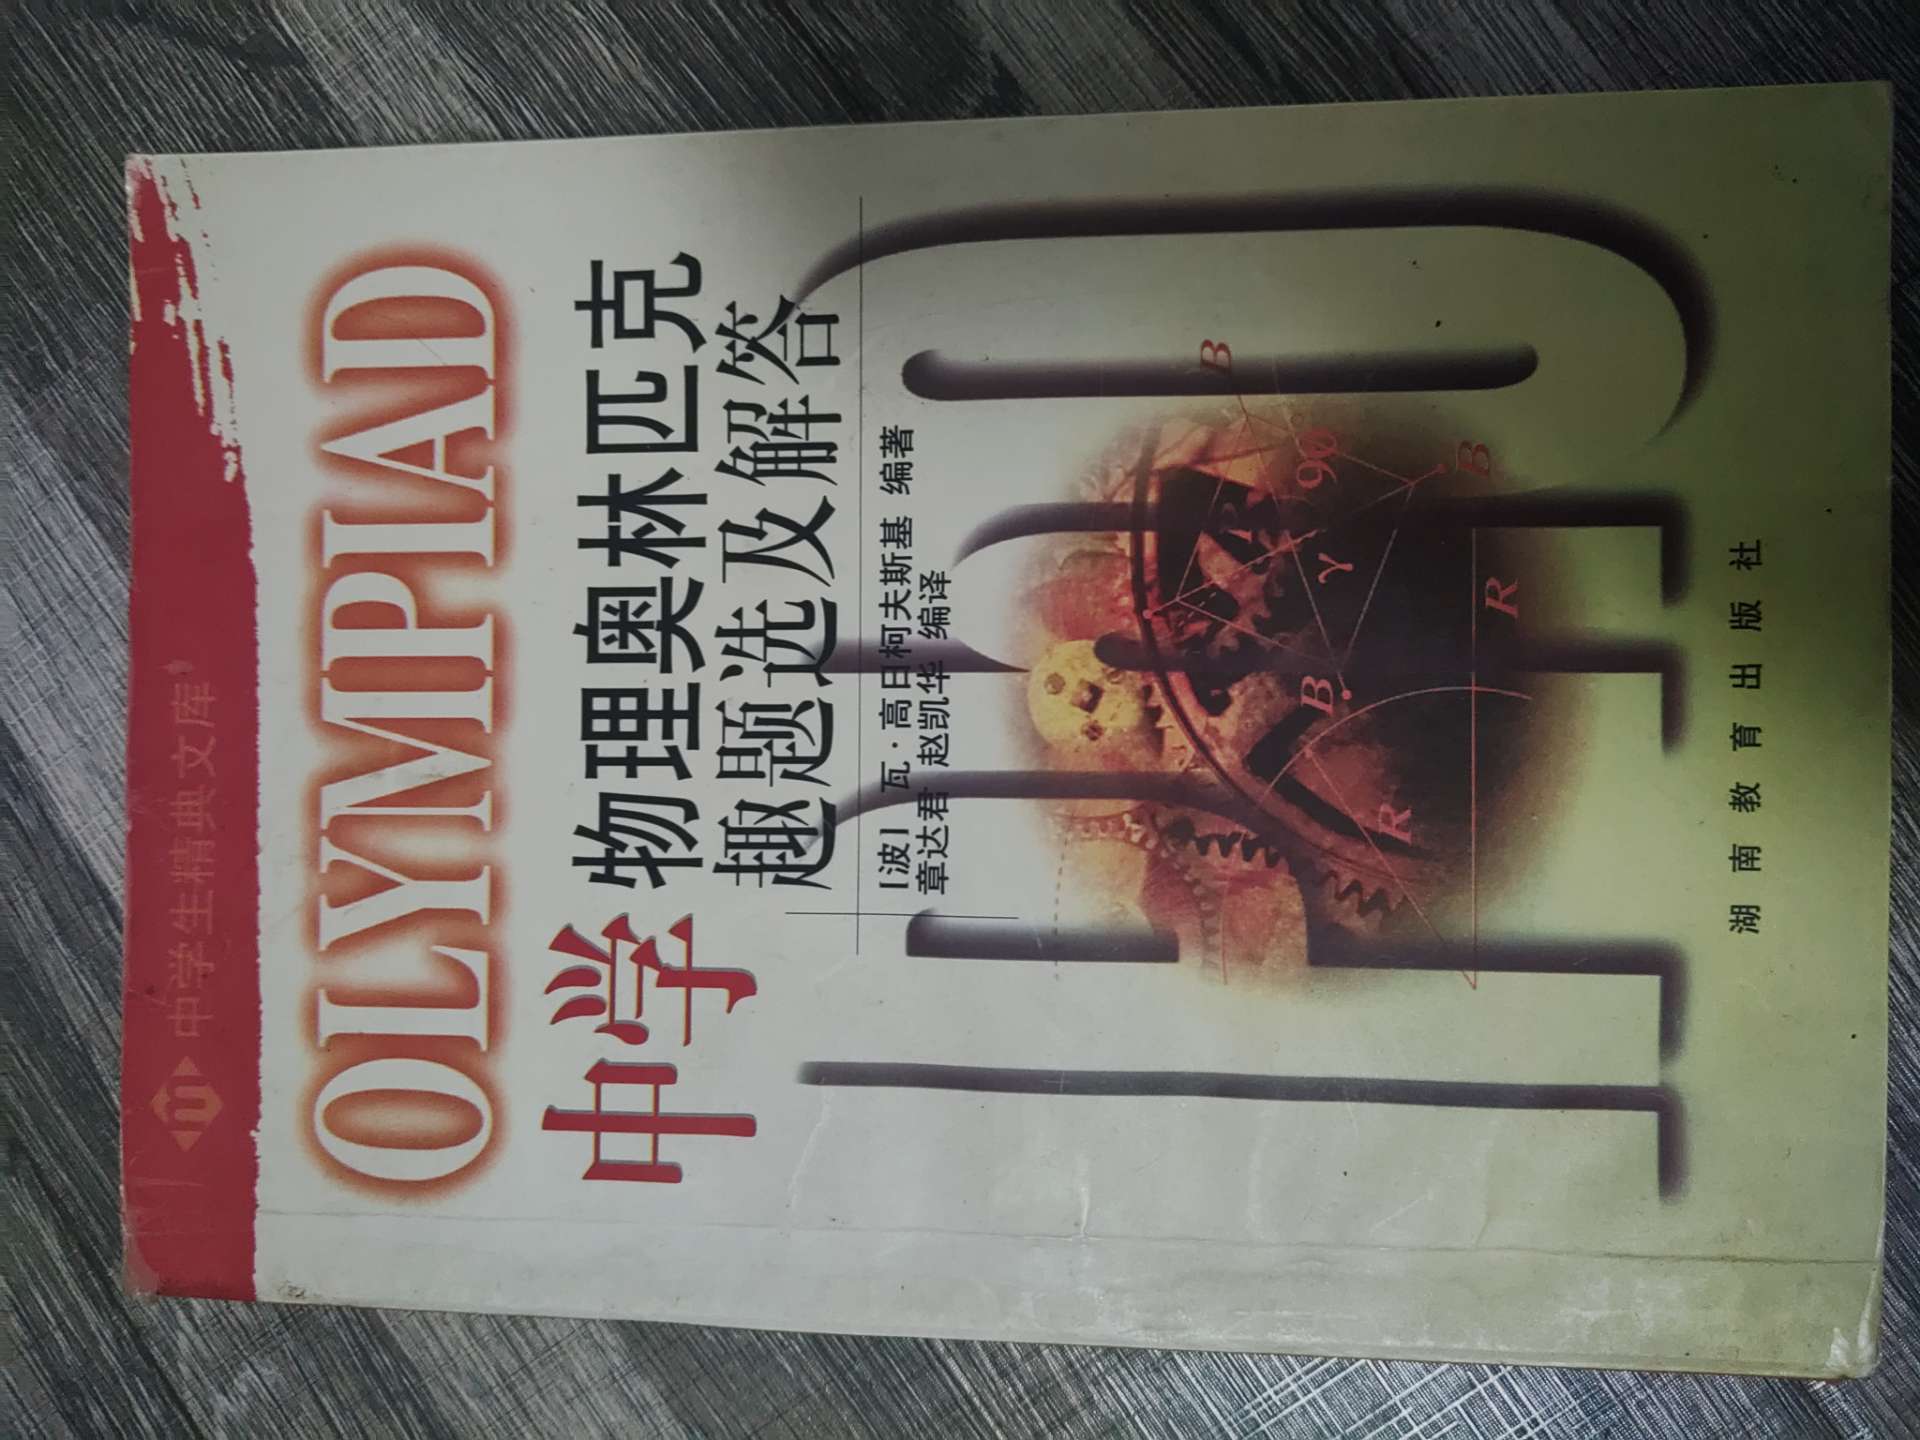 中学生精典文库
OLYMPIAD
中学物理奥林匹克
趣题选及解答
[波] 瓦·高日柯夫斯基 编著
章达君 赵凯华 编译
B
R
90
B
γ
B
R
R
湖南教育出版社